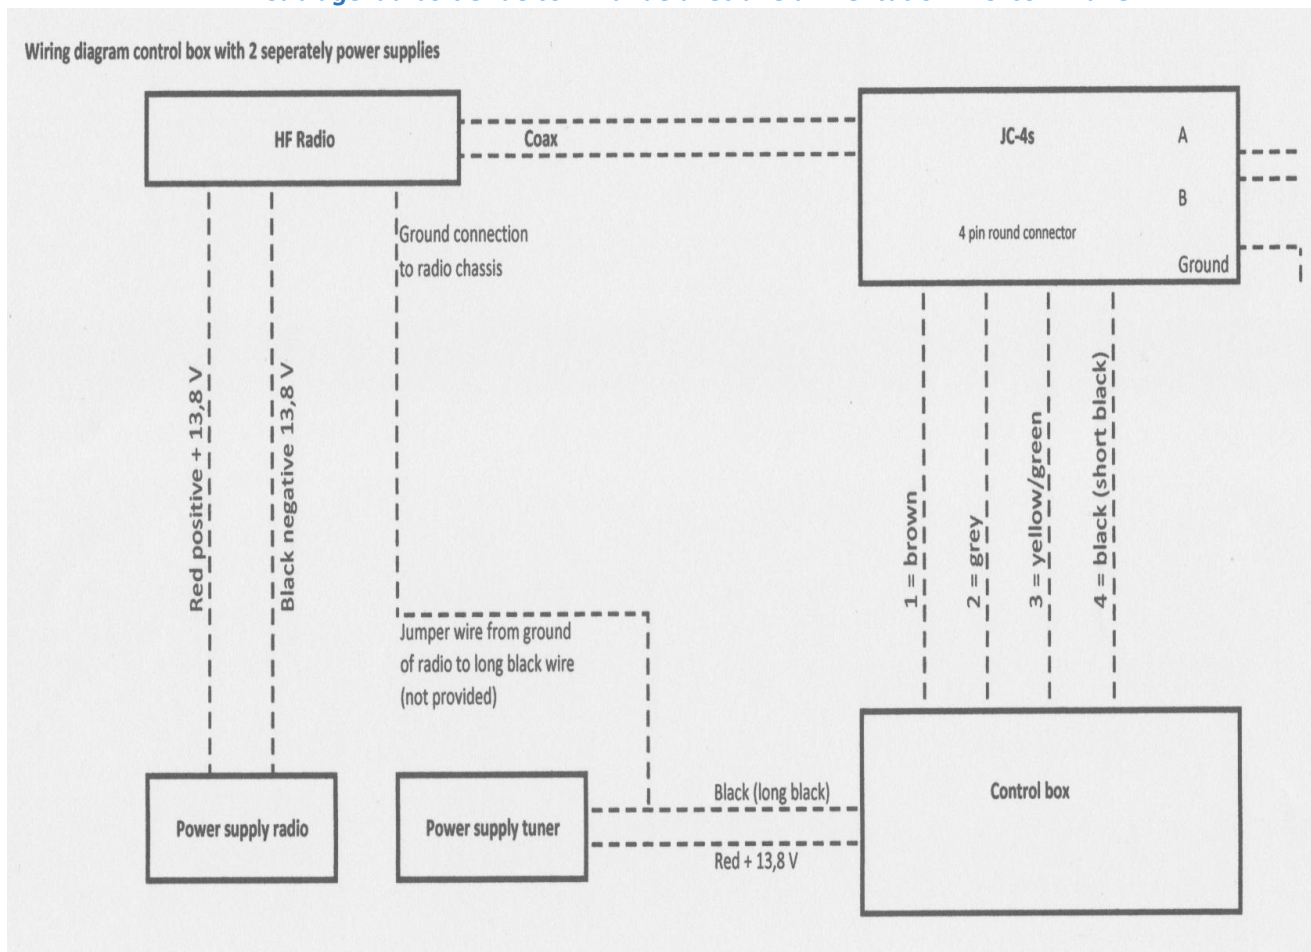 Wiring diagram control box with 2 seperately power supplies
HF Radio
Coax
JC-4s
A
B
4 pin round connector
Ground
Ground connection
to radio chassis
Red positive + 13,8 V
Black negative 13,8 V
1 = brown
2 = grey
3 = yellow/green
4 = black (short black)
Jumper wire from ground
of radio to long black wire
(not provided)
Power supply radio
Power supply tuner
Black (long black)
Red + 13,8 V
Control box